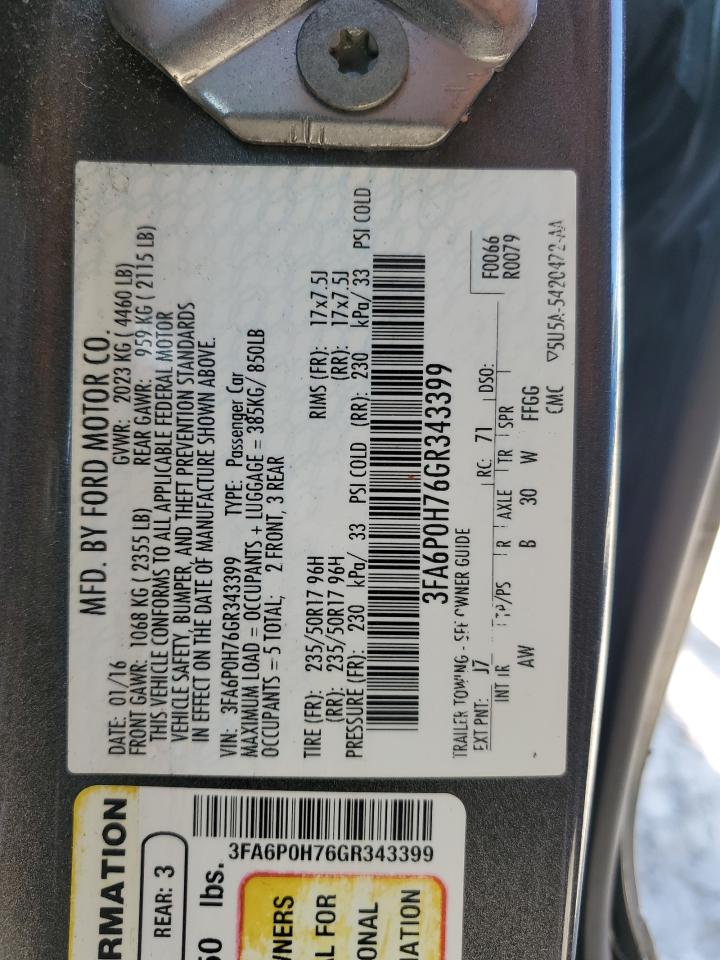 MFD. BY FORD MOTOR CO.
DATE: 01/16 GVWR: 2023 KG ( 4460 LB)
FRONT GAWR: 1068 KG ( 2355 LB) REAR GAWR: 959 KG ( 2115 LB)
THIS VEHICLE CONFORMS TO ALL APPLICABLE FEDERAL MOTOR
VEHICLE SAFETY, BUMPER, AND THEFT PREVENTION STANDARDS
IN EFFECT ON THE DATE OF MANUFACTURE SHOWN ABOVE.
VIN: 3FA6P0H76GR343399 TYPE: Passenger Car
MAXIMUM LOAD = OCCUPANTS + LUGGAGE = 385KG/ 850LB
OCCUPANTS = 5 TOTAL; 2 FRONT, 3 REAR
TIRE (FR): 235/50R17 96H RIMS (FR): 17x7.5J
(RR): 235/50R17 96H (RR): 17x7.5J
PRESSURE (FR): 230 kPa/ 33 PSI COLD (RR): 230 kPa/ 33 PSI COLD
3FA6P0H76GR343399
TRAILER TOWING - SEE OWNER GUIDE
F0066
R0079
EXT PNT: J7 RC: 71 DSO:
INT TR TP/PS R AXLE TR SPR
AW B 30 W FFGG
CMC 5U5A-5420472-AA
3FA6P0H76GR343399
RMATION
REAR: 3
50 lbs.
WNERS
AL FOR
IONAL
MATION